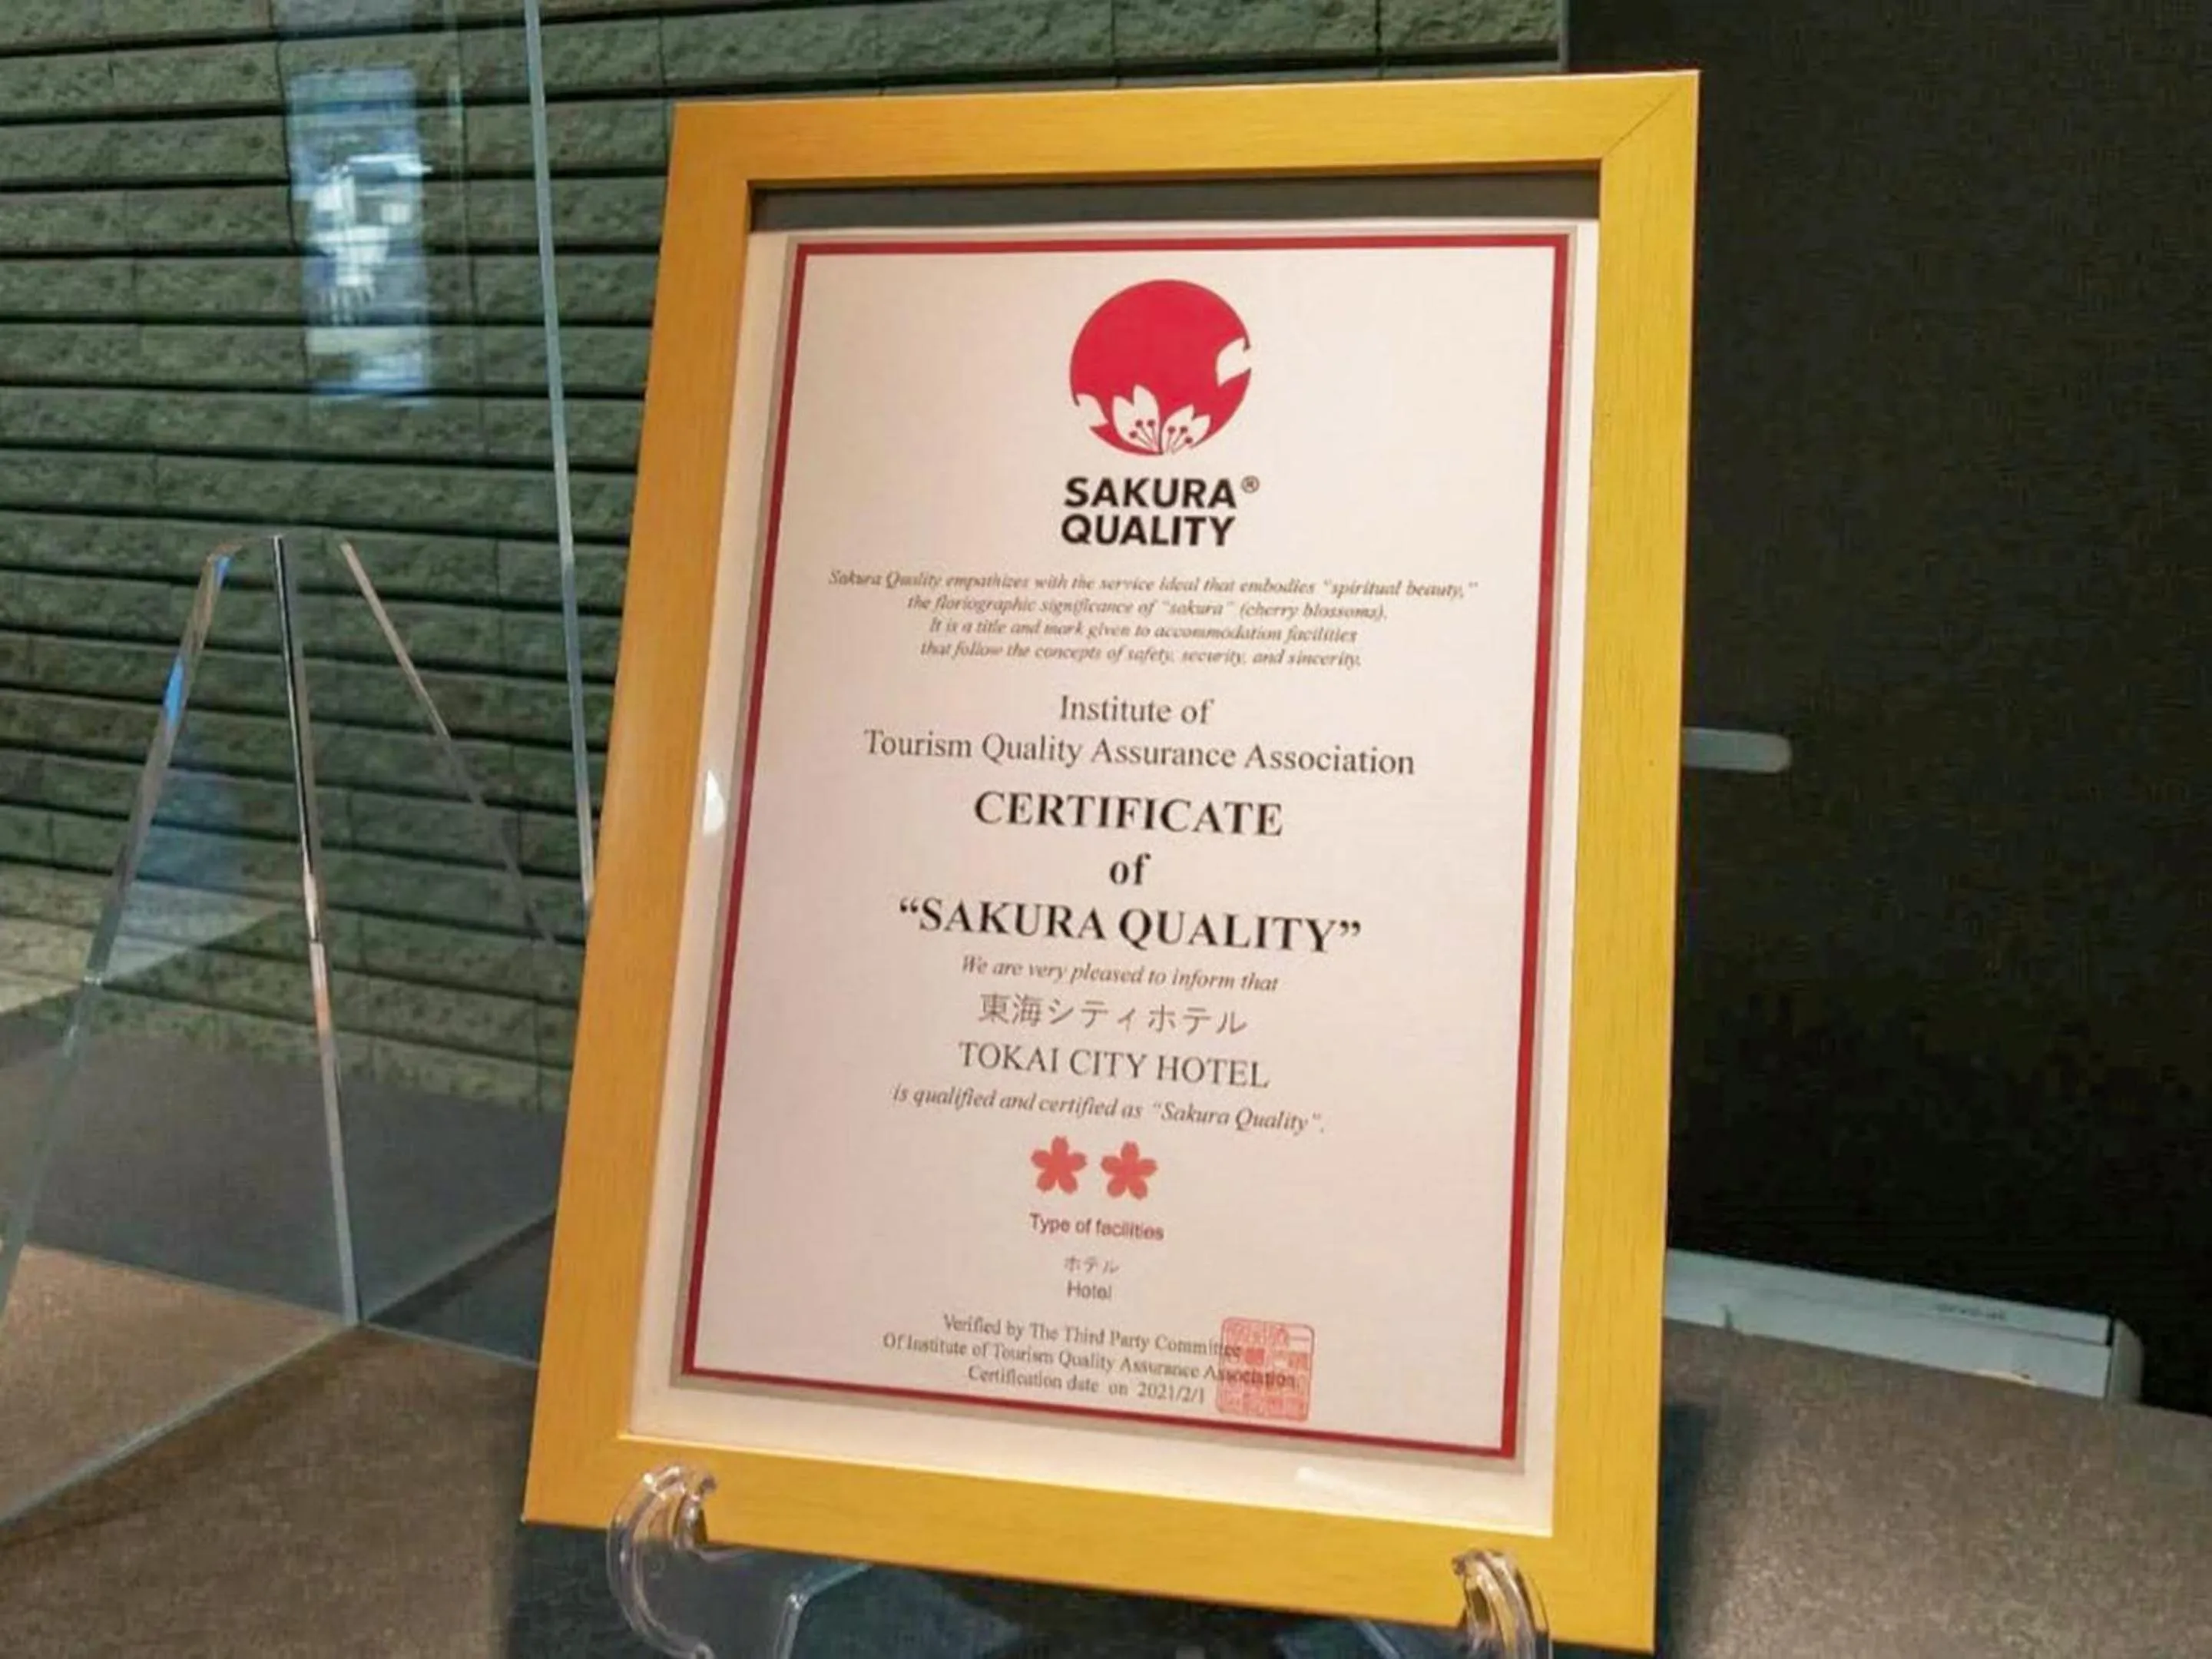 SAKURA®
QUALITY
Sakura Quality empathizes with the service ideal that embodies "spiritual beauty,"
the floriographic significance of "sakura" (cherry blossoms).
It is a title and mark given to accommodation facilities
that follow the concepts of safety, security, and sincerity.
Institute of
Tourism Quality Assurance Association
CERTIFICATE
of
“SAKURA QUALITY”
We are very pleased to inform that
東海シティホテル
TOKAI CITY HOTEL
is qualified and certified as “Sakura Quality”.
Type of facilities
ホテル
Hotel
Verified by The Third Party Committee
Of Institute of Tourism Quality Assurance Association
Certification date on 2021/2/1